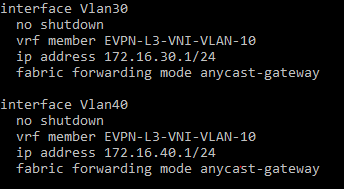 interface Vlan30
  no shutdown
  vrf member EVPN-L3-VNI-VLAN-10
  ip address 172.16.30.1/24
  fabric forwarding mode anycast-gateway

interface Vlan40
  no shutdown
  vrf member EVPN-L3-VNI-VLAN-10
  ip address 172.16.40.1/24
  fabric forwarding mode anycast-gateway